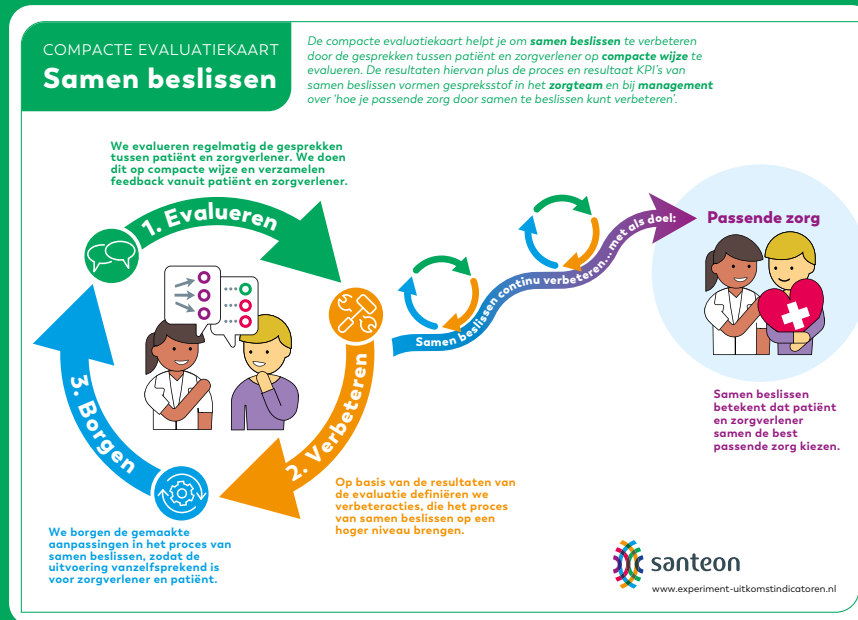 COMPACTE EVALUATIEKAART
Samen beslissen
De compacte evaluatiekaart helpt je om samen beslissen te verbeteren
door de gesprekken tussen patiënt en zorgverlener op compacte wijze te
evalueren. De resultaten hiervan plus de proces en resultaat KPI's van
samen beslissen vormen gespreksstof in het zorgteam en bij management
over 'hoe je passende zorg door samen te beslissen kunt verbeteren'.
We evalueren regelmatig de gesprekken
tussen patiënt en zorgverlener. We doen
dit op compacte wijze en verzamelen
feedback vanuit patiënt en zorgverlener.
1. Evalueren
2. Verbeteren
Op basis van de resultaten van
de evaluatie definiëren we
verbeteracties, die het proces
van samen beslissen op een
hoger niveau brengen.
3. Borgen
We borgen de gemaakte
aanpassingen in het proces van
samen beslissen, zodat de
uitvoering vanzelfsprekend is
voor zorgverlener en patiënt.
Samen beslissen continu verbeteren... met als doel:
Passende zorg
Samen beslissen
betekent dat patiënt
en zorgverlener
samen de best
passende zorg kiezen.
santeon
www.experiment-uitkomstindicatoren.nl